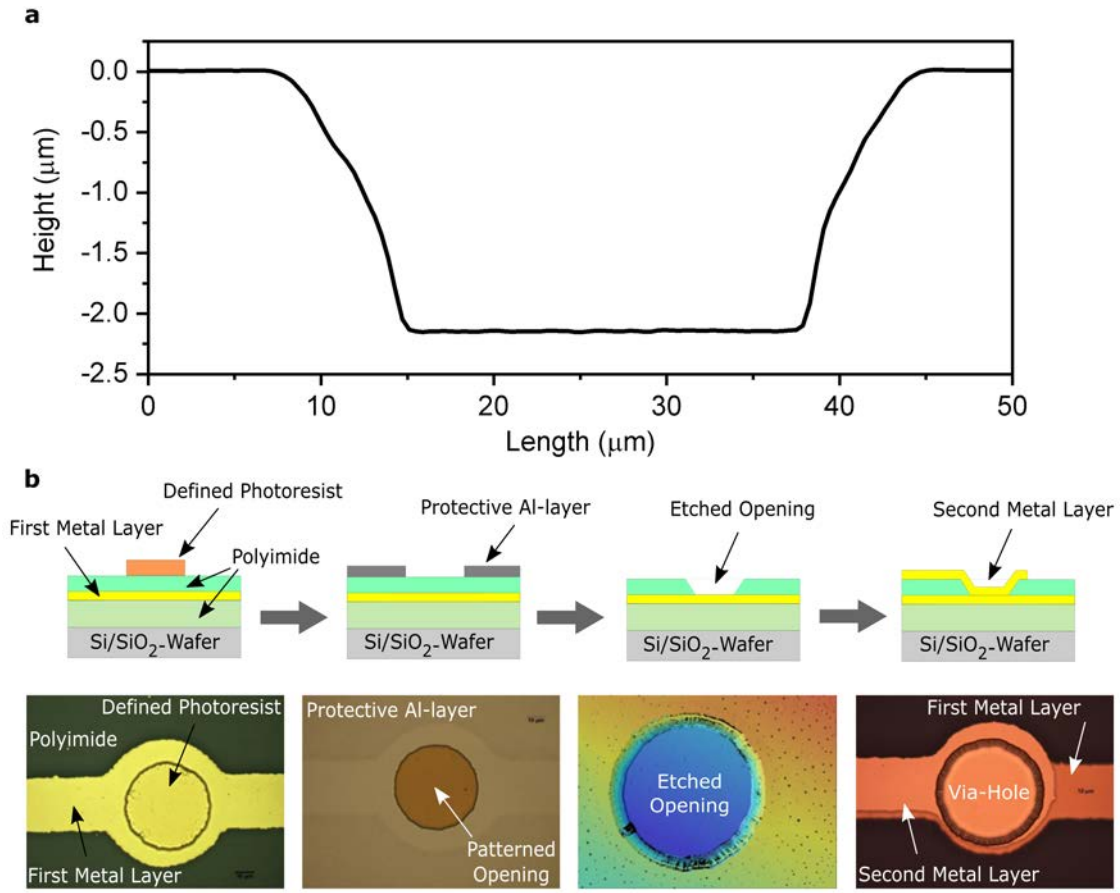 a
0.0
-0.5
-1.0
-1.5
-2.0
-2.5
Height (μm)
0 10 20 30 40 50
Length (μm)
b
Defined Photoresist
Protective Al-layer
Etched Opening
Second Metal Layer
First Metal Layer
Polyimide
Si/SiO₂-Wafer
Si/SiO₂-Wafer
Si/SiO₂-Wafer
Si/SiO₂-Wafer
Defined Photoresist
Polyimide
First Metal Layer
Protective Al-layer
Patterned
Opening
Etched
Opening
First Metal Layer
Via-Hole
Second Metal Layer